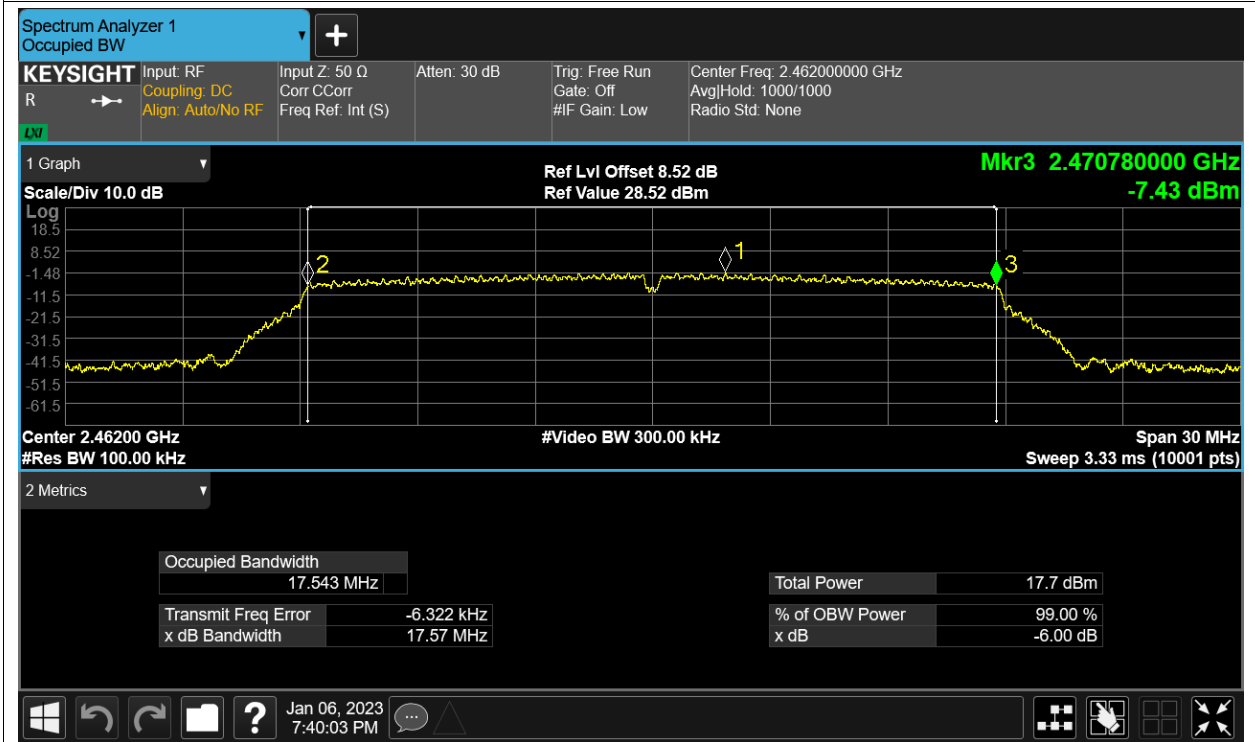 Spectrum Analyzer 1
Occupied BW
KEYSIGHT Input: RF Input Z: 50 Ω Atten: 30 dB Trig: Free Run Center Freq: 2.462000000 GHz
R Coupling: DC Corr CCorr Gate: Off Avg|Hold: 1000/1000
Align: Auto/No RF Freq Ref: Int (S) #IF Gain: Low Radio Std: None
LXI
1 Graph Ref Lvl Offset 8.52 dB Mkr3 2.470780000 GHz
Scale/Div 10.0 dB Ref Value 28.52 dBm -7.43 dBm
Log
18.5
8.52 1
-1.48 2 3
-11.5
-21.5
-31.5
-41.5
-51.5
-61.5
Center 2.46200 GHz #Video BW 300.00 kHz Span 30 MHz
#Res BW 100.00 kHz Sweep 3.33 ms (10001 pts)
2 Metrics
Occupied Bandwidth
17.543 MHz Total Power 17.7 dBm
Transmit Freq Error -6.322 kHz % of OBW Power 99.00 %
x dB Bandwidth 17.57 MHz x dB -6.00 dB
? Jan 06, 2023
7:40:03 PM